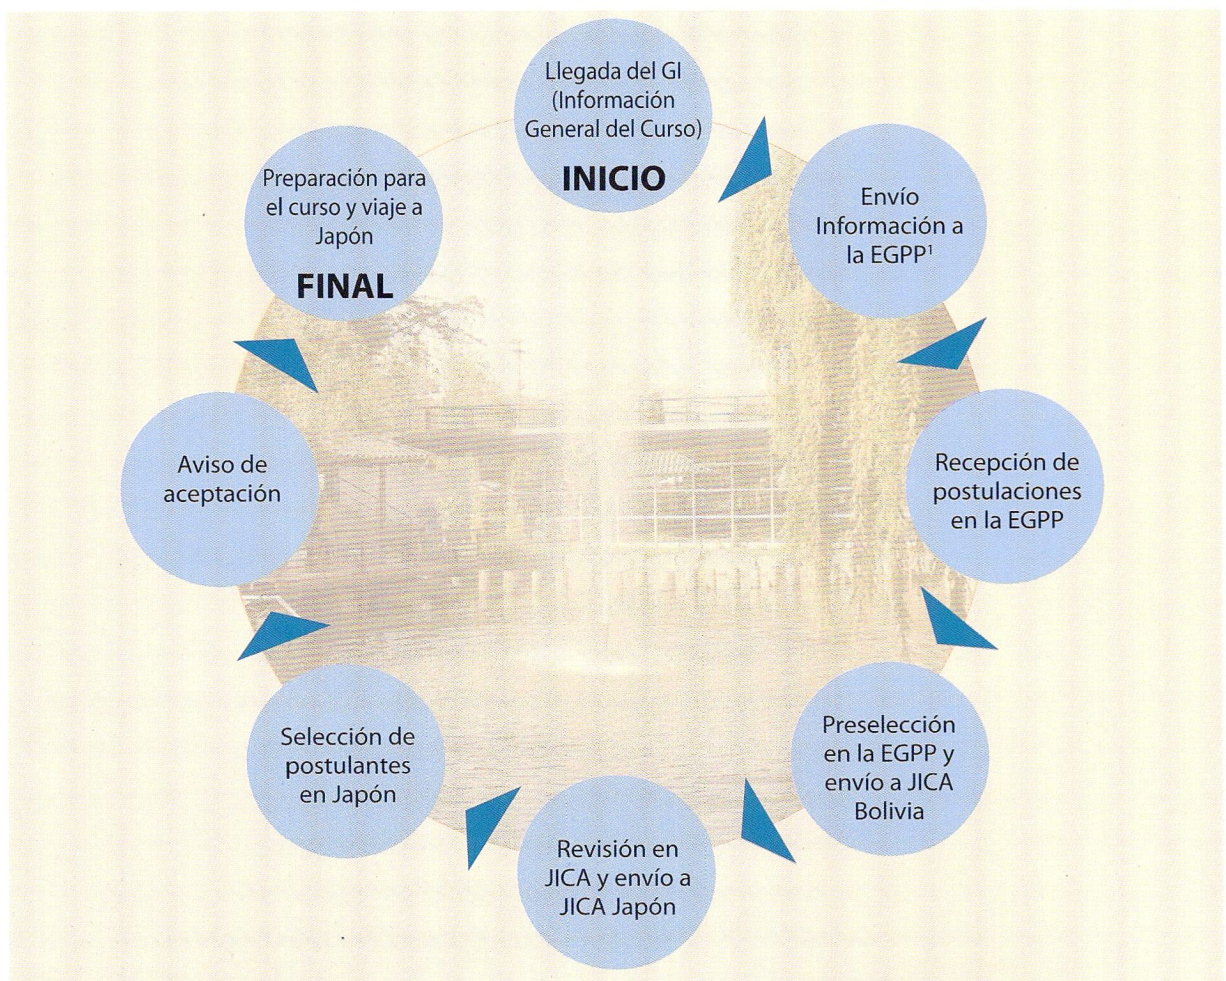 Llegada del GI
(Información
General del Curso)
INICIO
Envío
Información a
la EGPP¹
Recepción de
postulaciones
en la EGPP
Preselección
en la EGPP y
envío a JICA
Bolivia
Revisión en
JICA y envío a
JICA Japón
Selección de
postulantes
en Japón
Aviso de
aceptación
Preparación para
el curso y viaje a
Japón
FINAL